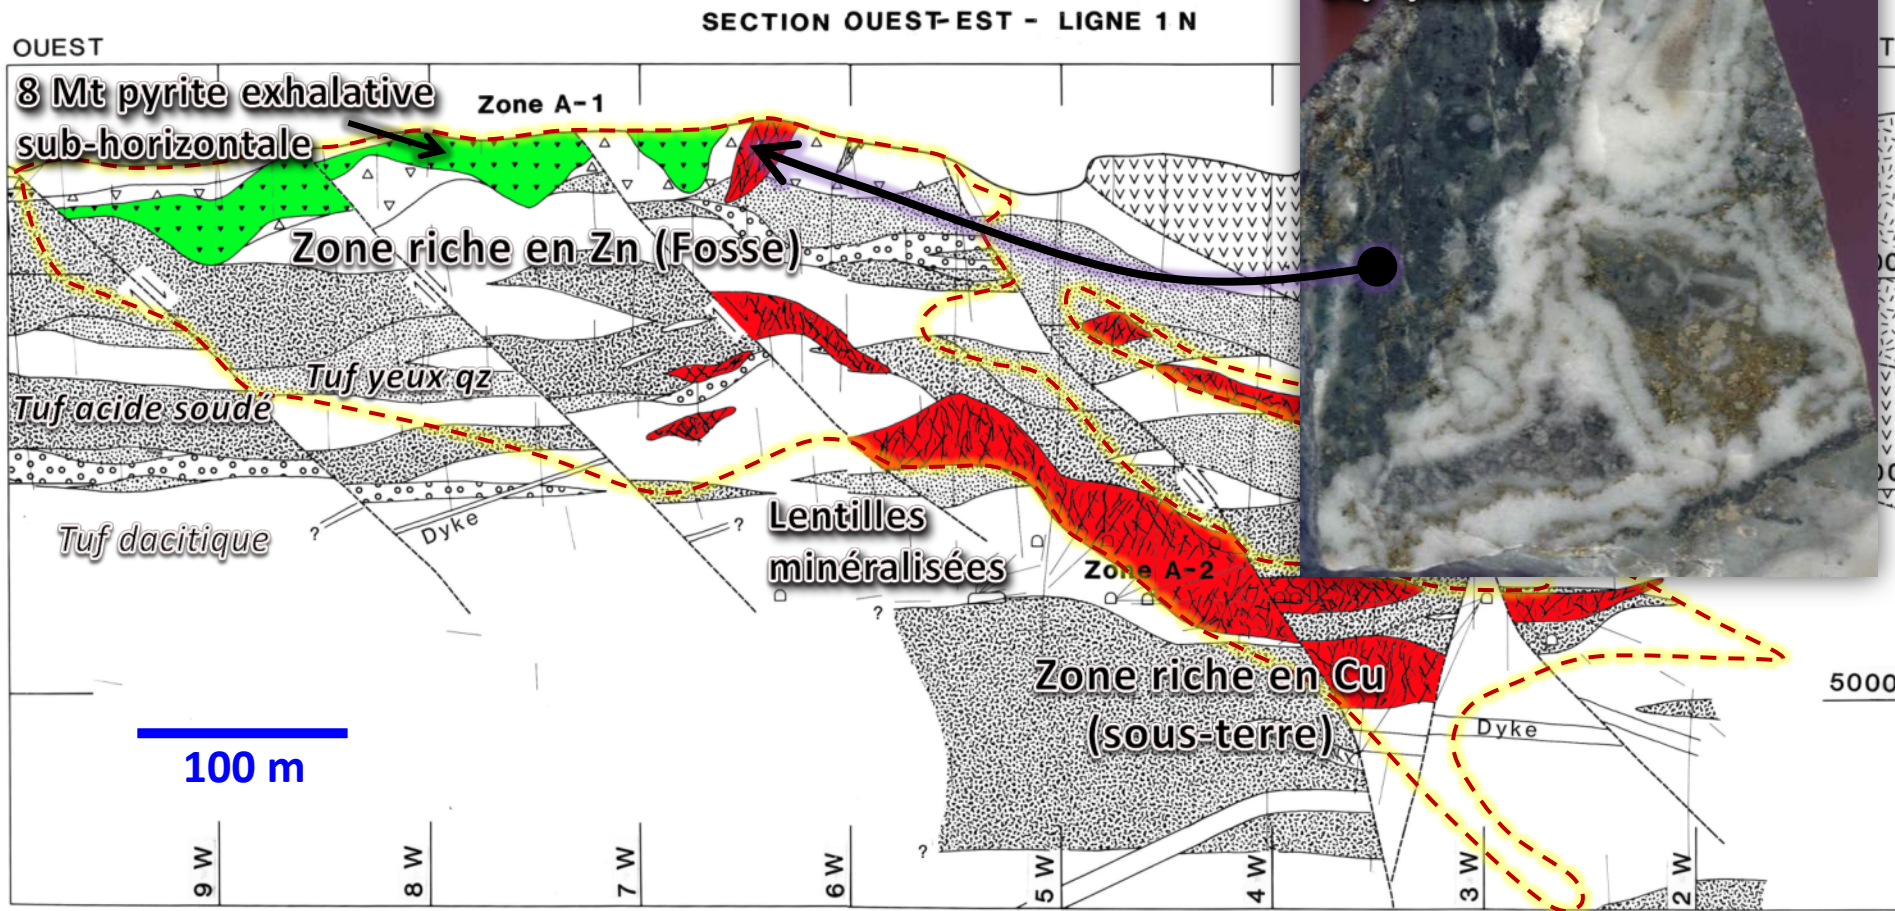 SECTION OUEST-EST - LIGNE 1 N
OUEST
8 Mt pyrite exhalative
sub-horizontale
Zone A-1
Zone riche en Zn (Fosse)
Tuf yeux qz
Tuf acide soudé
Tuf dacitique
?
Dyke
?
Lentilles
minéralisées
Zone A-2
?
Zone riche en Cu
(sous-terre)
5000
Dyke
100 m
?
9 W
8 W
7 W
6 W
5 W
4 W
3 W
2 W